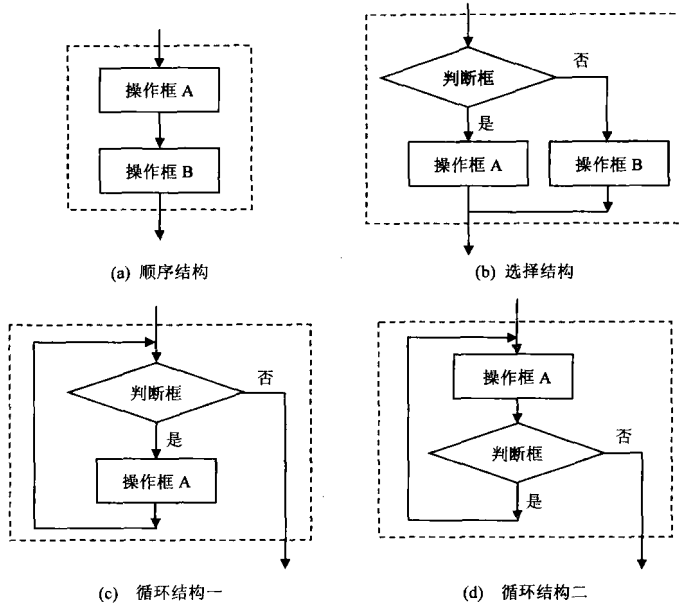 操作框 A
操作框 B
(a) 顺序结构
判断框
否
是
操作框 A
操作框 B
(b) 选择结构
判断框
否
是
操作框 A
(c) 循环结构一
操作框 A
判断框
否
是
(d) 循环结构二